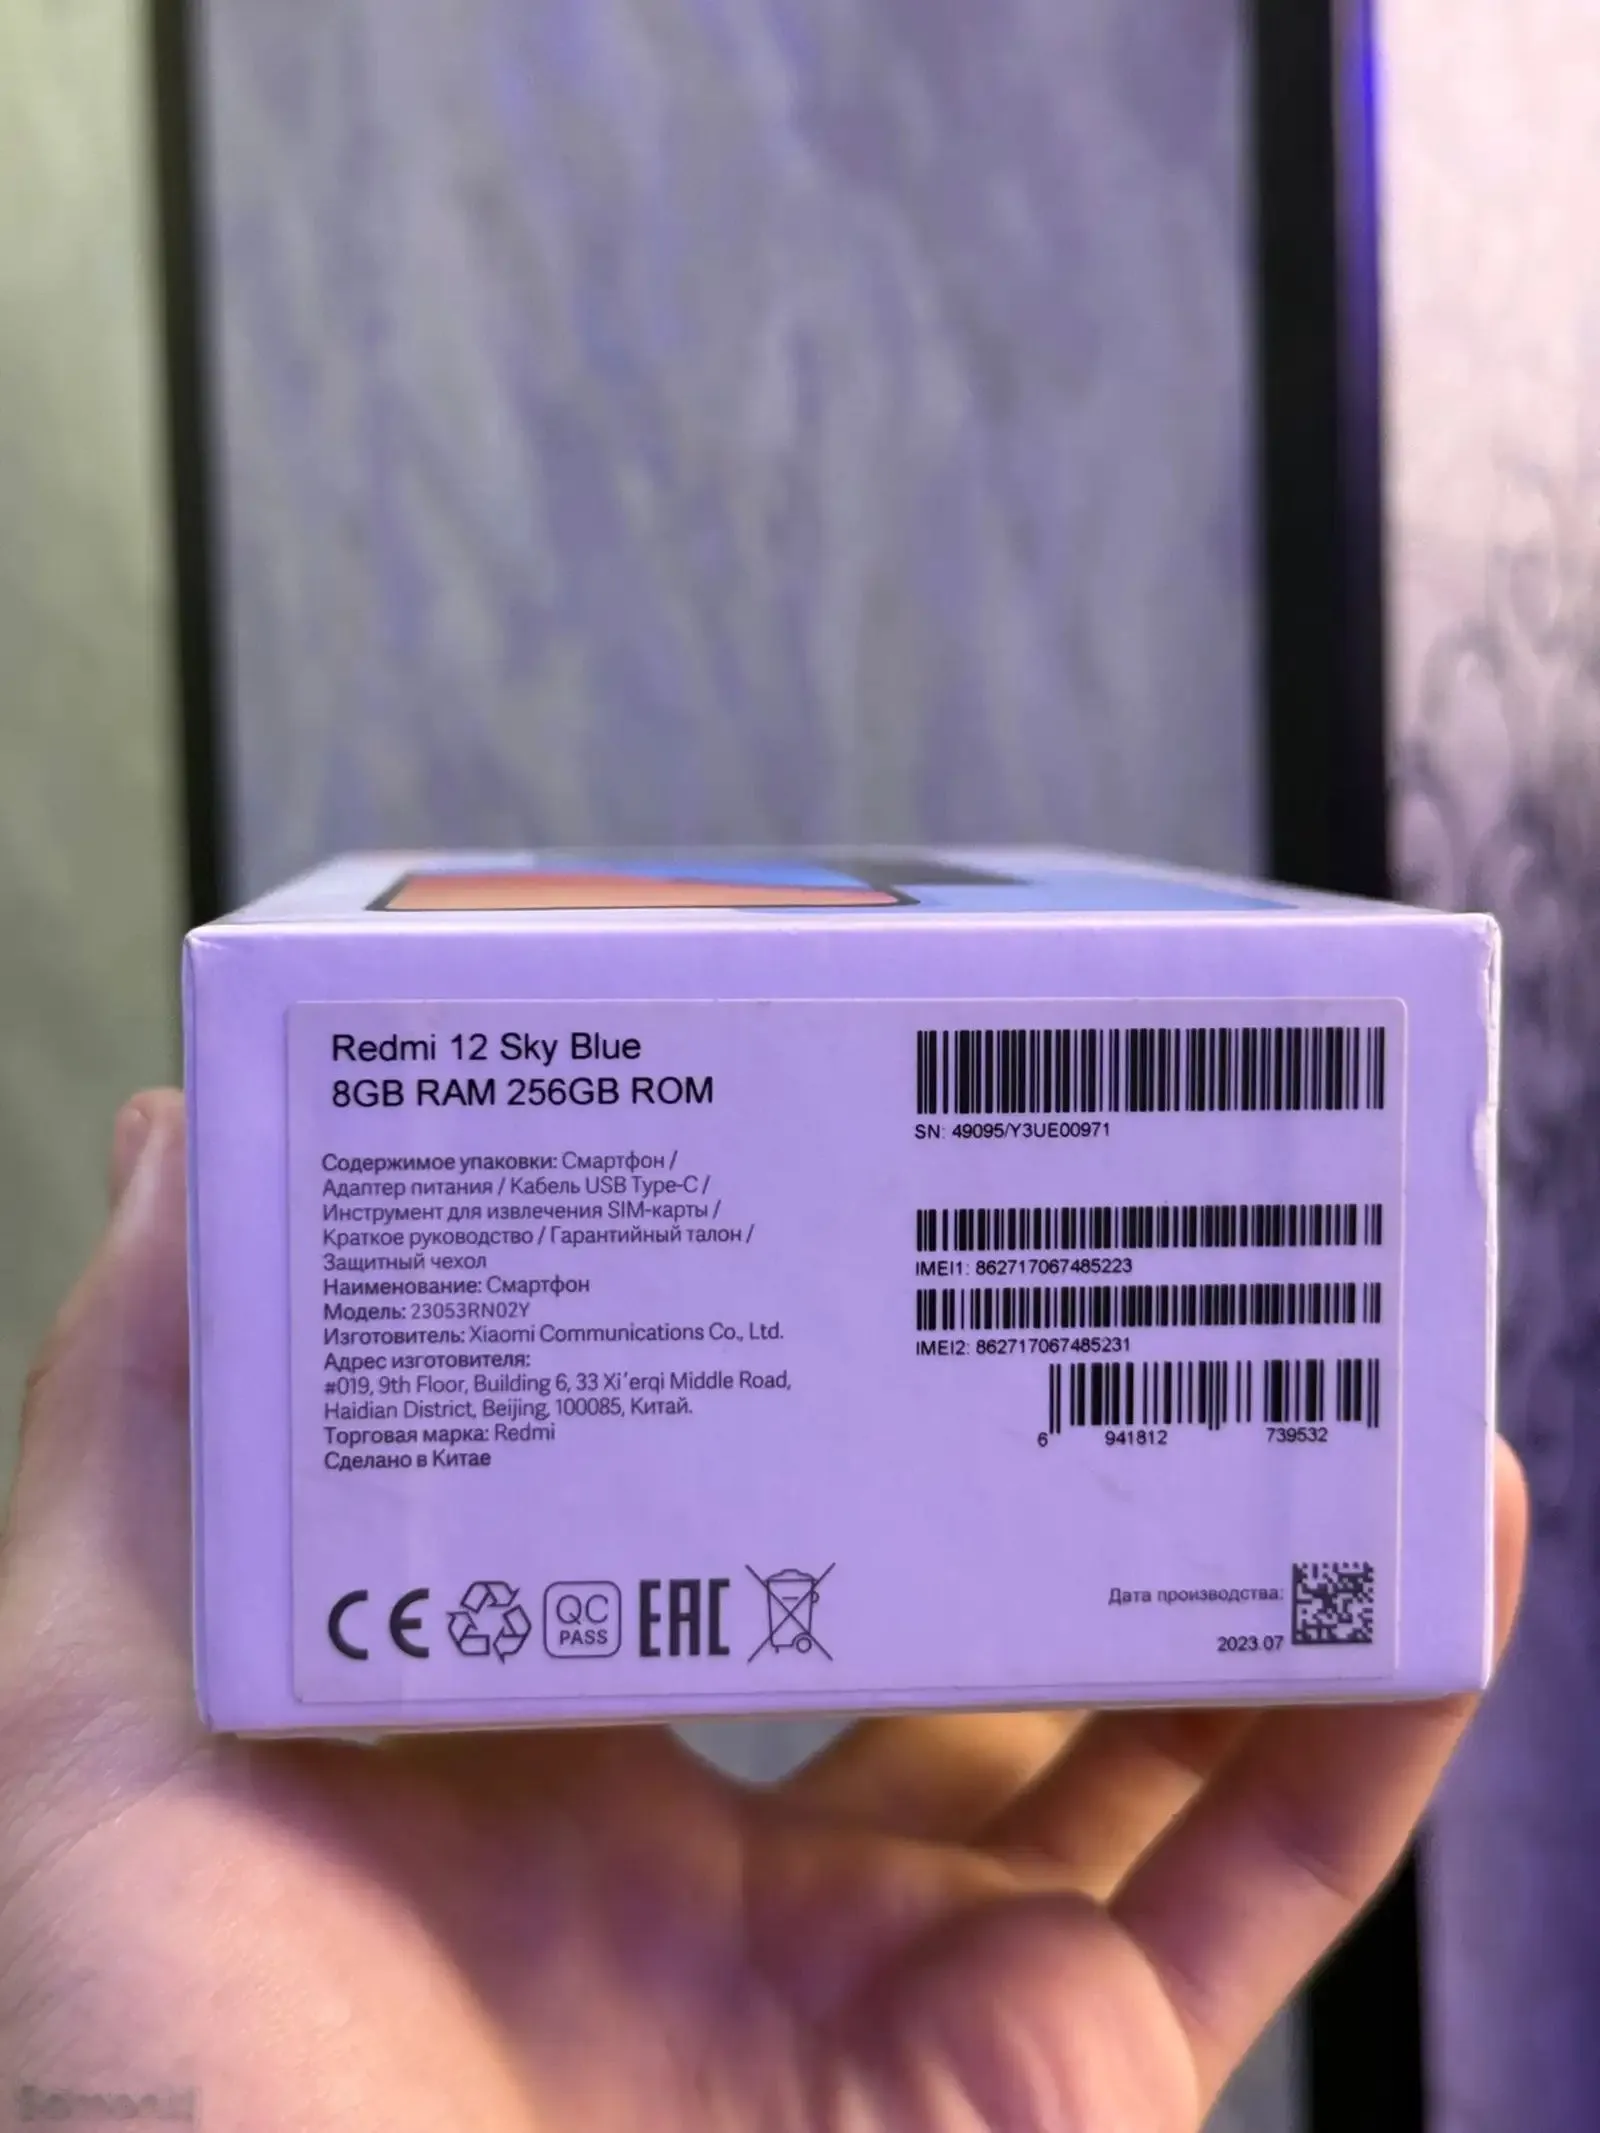 Redmi 12 Sky Blue
8GB RAM 256GB ROM
Содержимое упаковки: Смартфон /
Адаптер питания / Кабель USB Type-C /
Инструмент для извлечения SIM-карты /
Краткое руководство / Гарантийный талон /
Защитный чехол
Наименование: Смартфон
Модель: 23053RN02Y
Изготовитель: Xiaomi Communications Co., Ltd.
Адрес изготовителя:
#019, 9th Floor, Building 6, 33 Xi'erqi Middle Road,
Haidian District, Beijing, 100085, Китай.
Торговая марка: Redmi
Сделано в Китае
SN: 49095/Y3UE00971
IMEI1: 862717067485223
IMEI2: 862717067485231
6 941812 739532
CE QC EAC
PASS
Дата производства:
2023.07